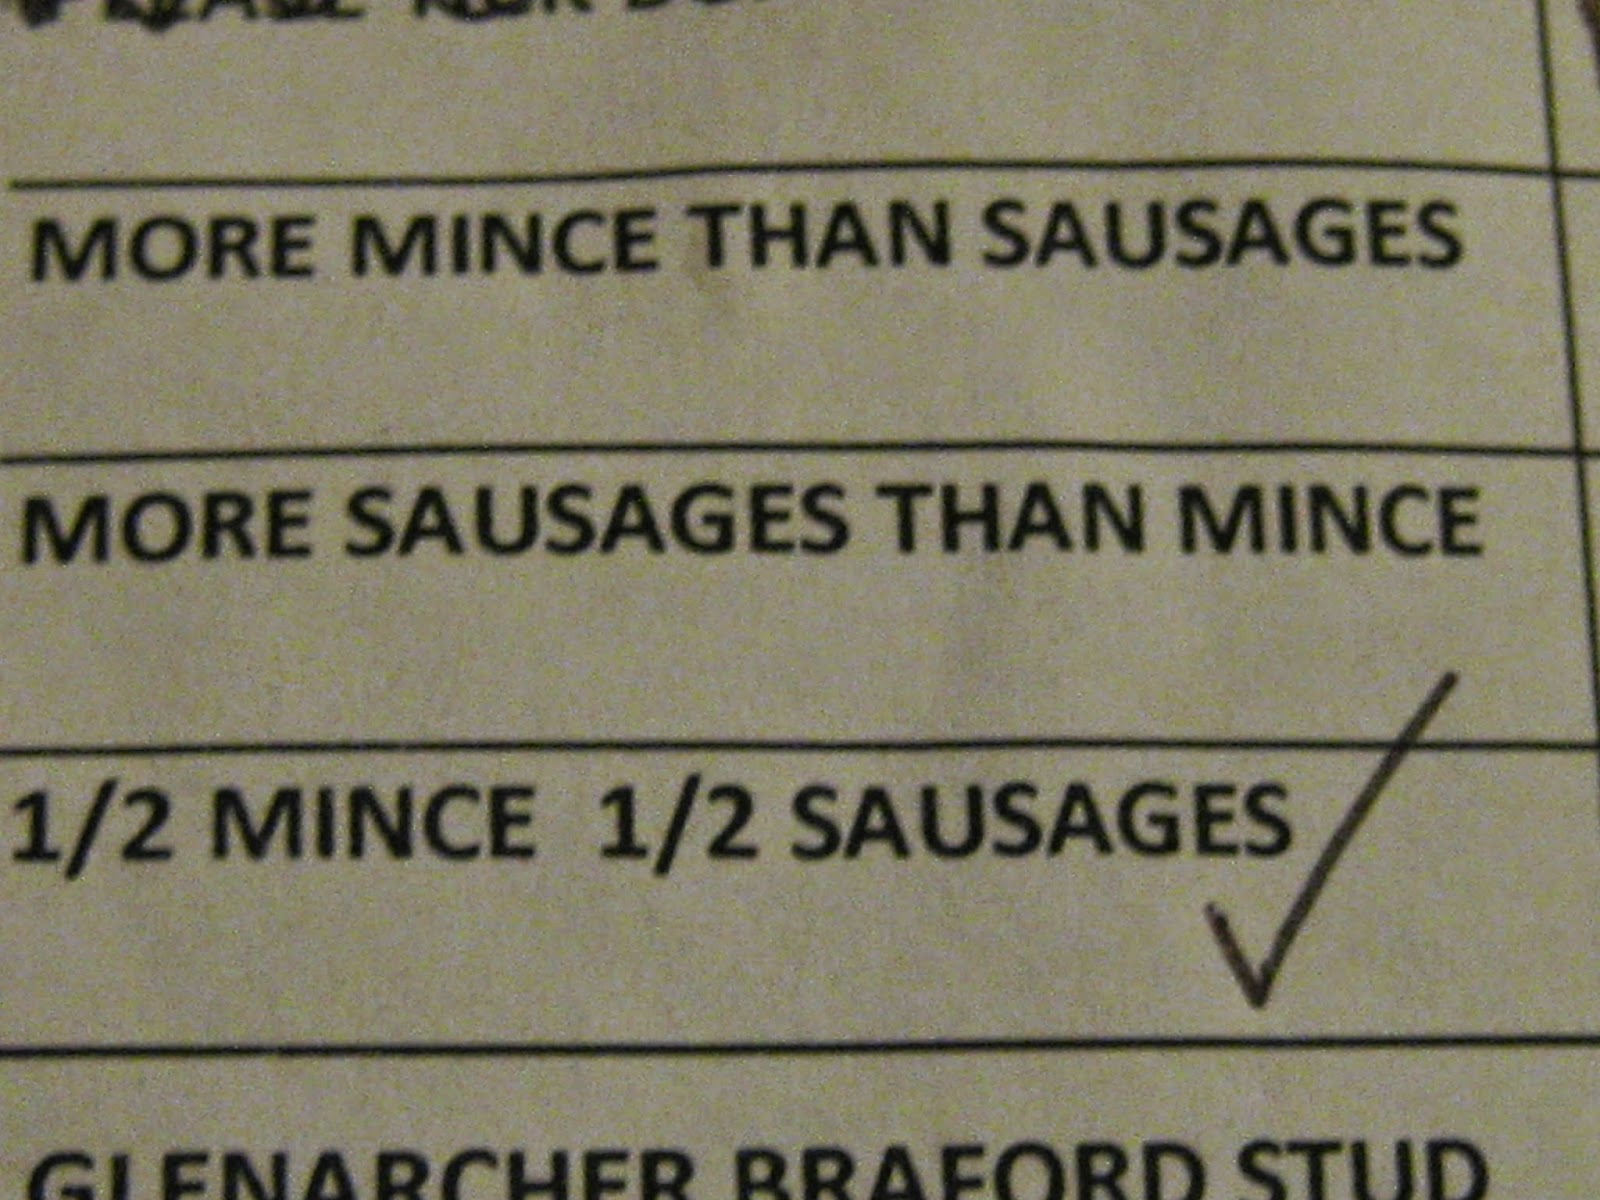 MORE MINCE THAN SAUSAGES
MORE SAUSAGES THAN MINCE
1/2 MINCE 1/2 SAUSAGES
GLENARCHER BRAFORD STUD